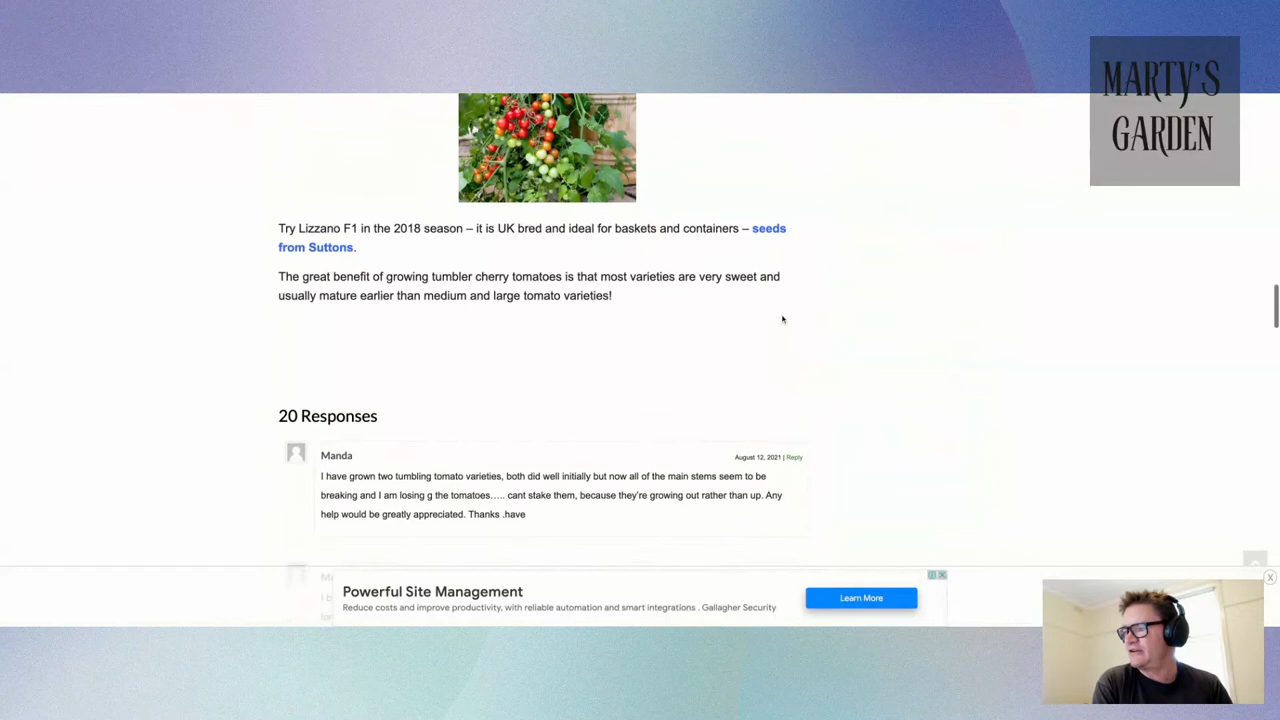 MARTY'S
GARDEN
Try Lizzano F1 in the 2018 season – it is UK bred and ideal for baskets and containers – seeds
from Suttons.
The great benefit of growing tumbler cherry tomatoes is that most varieties are very sweet and
usually mature earlier than medium and large tomato varieties!
20 Responses
Manda
August 12, 2021 | Reply
I have grown two tumbling tomato varieties, both did well initially but now all of the main stems seem to be
breaking and I am losing g the tomatoes….. cant stake them, because they're growing out rather than up. Any
help would be greatly appreciated. Thanks .have
Powerful Site Management
Reduce costs and improve productivity, with reliable automation and smart integrations . Gallagher Security
Learn More
X